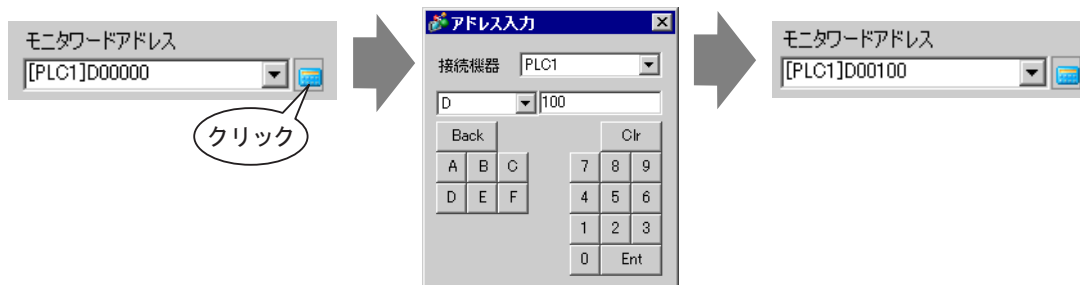 モニタワードアドレス
[PLC1]D00000
クリック
アドレス入力
接続機器 PLC1
D 100
Back Clr
A B C 7 8 9
D E F 4 5 6
1 2 3
0 Ent
モニタワードアドレス
[PLC1]D00100